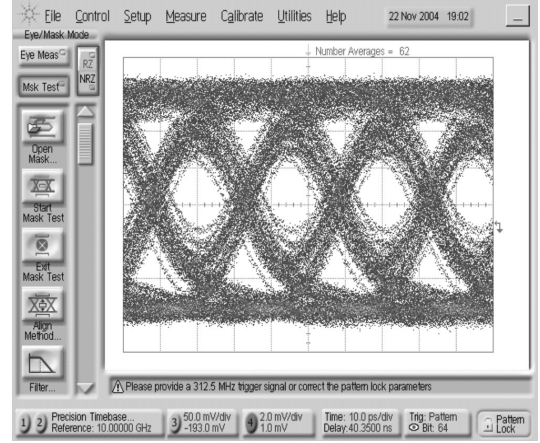 File Control Setup Measure Calibrate Utilities Help 22 Nov 2004 19:02
Eye/Mask Mode...
Number Averages = 62
Eye Meas
RZ
NRZ
Msk Test
Open
Mask...
Start
Mask Test
Exit
Mask Test
Align
Method...
Filter...
Please provide a 312.5 MHz trigger signal or correct the pattern lock parameters
1 2 Precision Timebase... 3 50.0 mV/div 4 2.0 mV/div Time: 10.0 ps/div Trig: Pattern Pattern
Reference: 10.00000 GHz -193.0 mV 1.0 mV Delay: 40.3500 ns Bit: 64 Lock